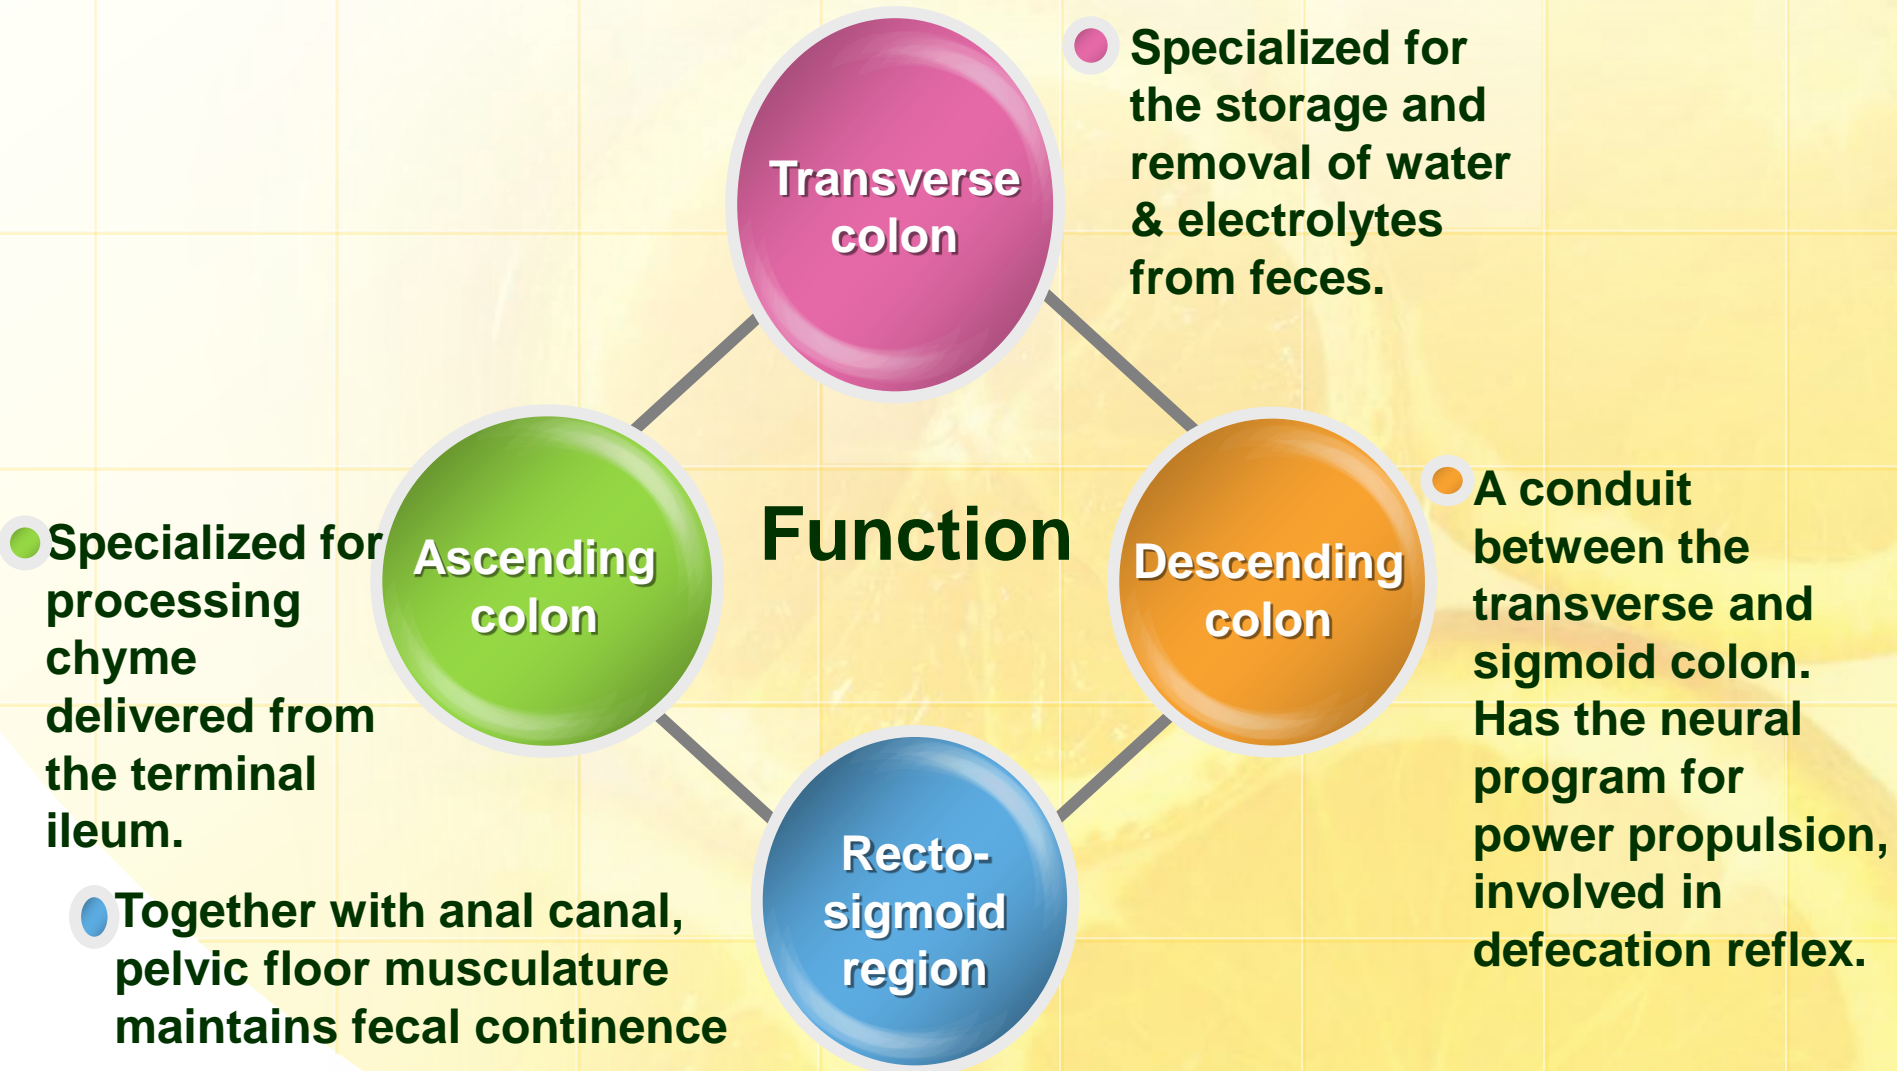 Transverse
colon
Specialized for
the storage and
removal of water
& electrolytes
from feces.
Specialized for
processing
chyme
delivered from
the terminal
ileum.
Ascending
colon
Function
Descending
colon
A conduit
between the
transverse and
sigmoid colon.
Has the neural
program for
power propulsion,
involved in
defecation reflex.
Together with anal canal,
pelvic floor musculature
maintains fecal continence
Recto-
sigmoid
region